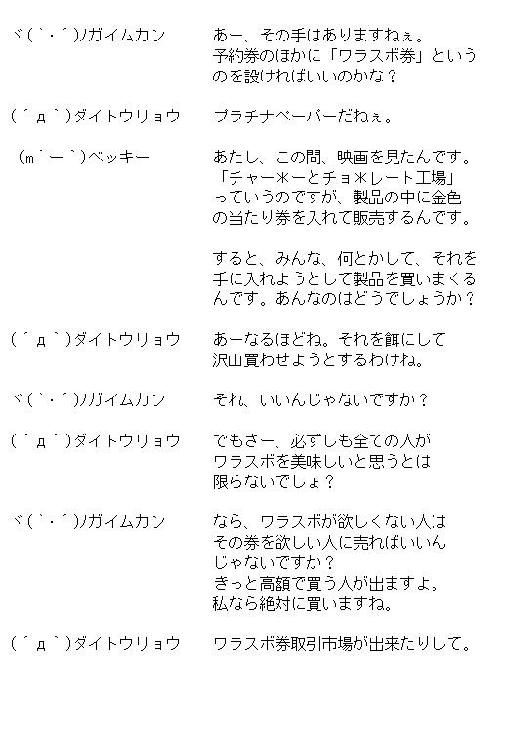 ヾ(｀・´)ﾉガイムカン　あー、その手はありますねぇ。
予約券のほかに「ワラスボ券」という
のを設ければいいのかな？
(´д｀)ダイトウリョウ　プラチナペーパーだねぇ。
(m｀ー´)ベッキー　あたし、この間、映画を見たんです。
「チャー＊ーとチョ＊レート工場」
っていうのですが、製品の中に金色
の当たり券を入れて販売するんです。
すると、みんな、何とかして、それを
手に入れようとして製品を買いまくる
んです。あんなのはどうでしょうか？
(´д｀)ダイトウリョウ　あーなるほどね。それを餌にして
沢山買わせようとするわけね。
ヾ(｀・´)ﾉガイムカン　それ、いいんじゃないですか？
(´д｀)ダイトウリョウ　でもさー、必ずしも全ての人が
ワラスボを美味しいと思うとは
限らないでしょ？
ヾ(｀・´)ﾉガイムカン　なら、ワラスボが欲しくない人は
その券を欲しい人に売ればいいん
じゃないですか？
きっと高額で買う人が出ますよ。
私なら絶対に買いますね。
(´д｀)ダイトウリョウ　ワラスボ券取引市場が出来たりして。